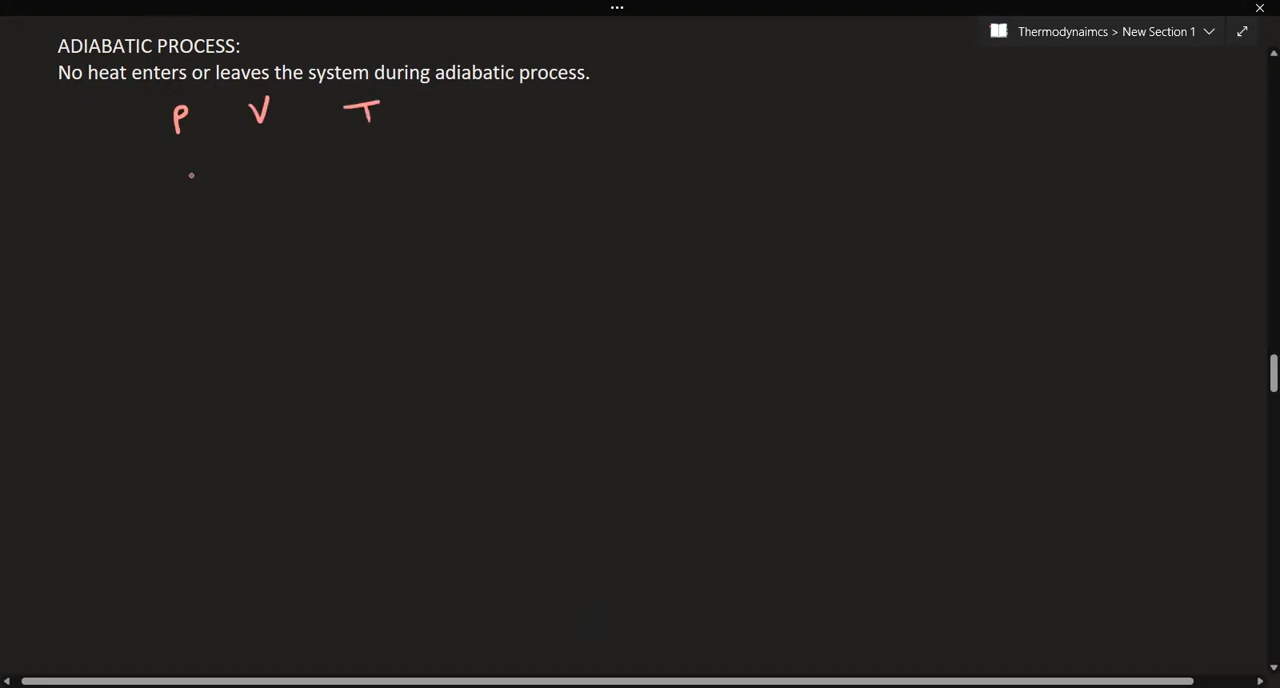 Thermodynaimcs > New Section 1
ADIABATIC PROCESS:
No heat enters or leaves the system during adiabatic process.
P V T